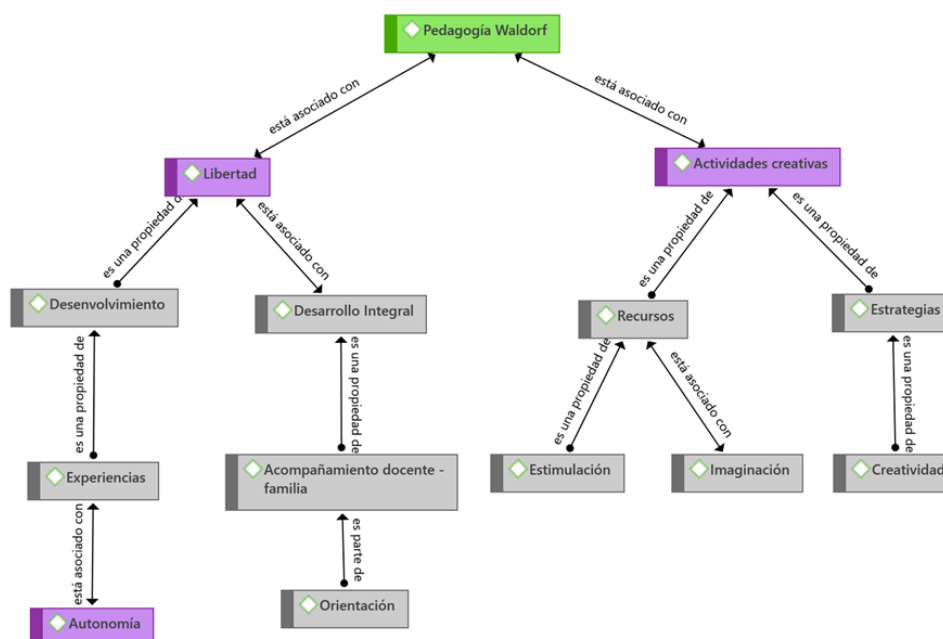 Pedagogía Waldorf
está asociado con
está asociado con
Libertad
Actividades creativas
es una propiedad de
está asociado con
es una propiedad de
es una propiedad de
Desenvolvimiento
Desarrollo Integral
Recursos
Estrategias
es una propiedad de
es una propiedad de
es una propiedad de
está asociado con
es una propiedad de
Experiencias
Acompañamiento docente -
familia
Estimulación
Imaginación
Creatividad
está asociado con
es parte de
Autonomía
Orientación